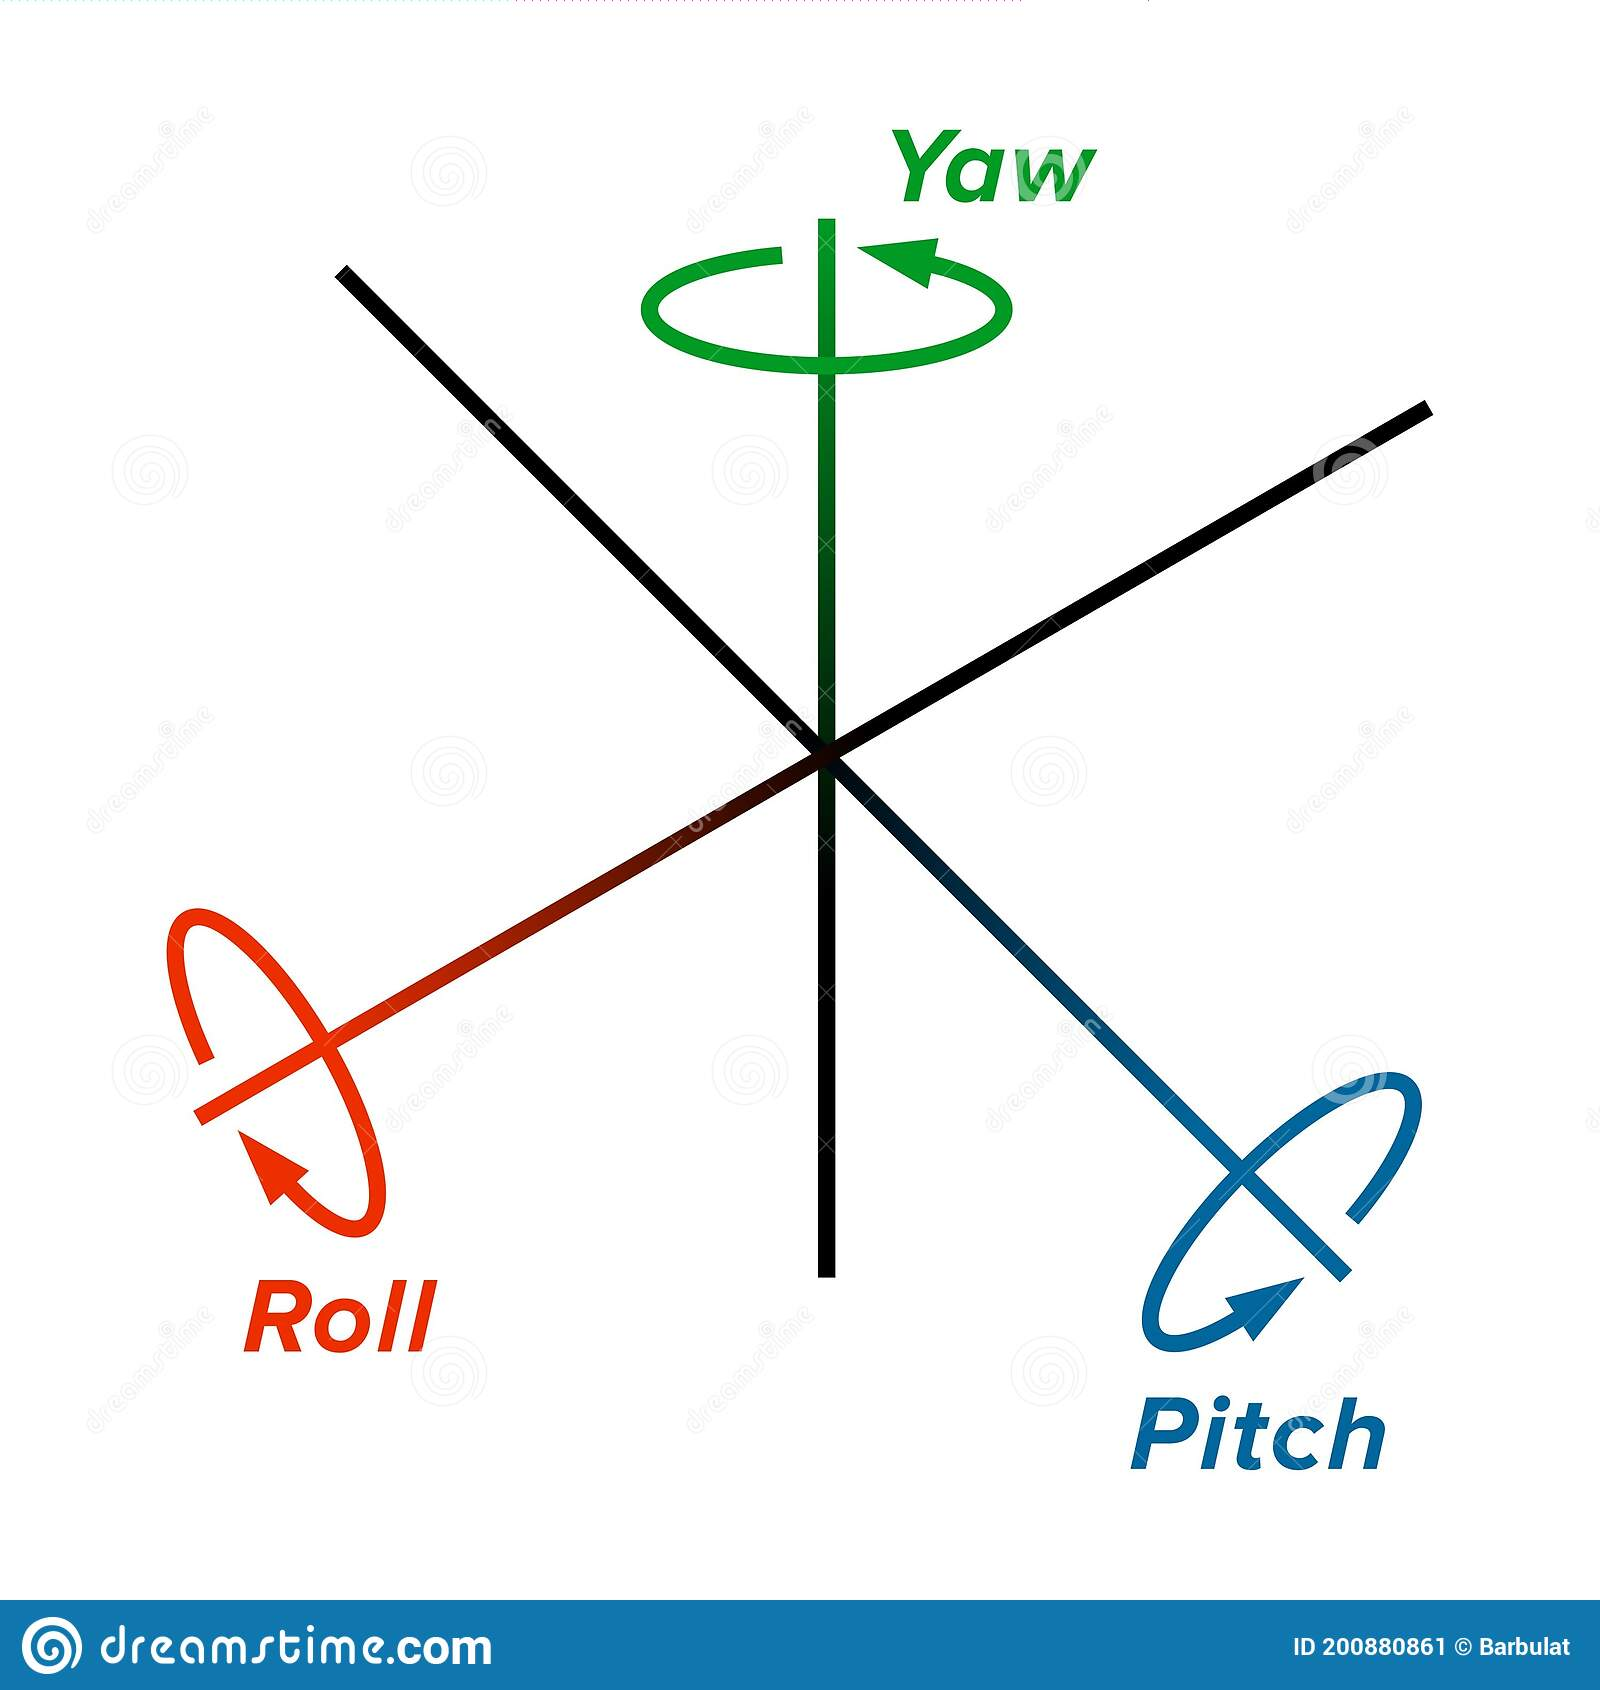 Yaw
Roll
Pitch
dreamstime.com
ID 200880861 © Barbulat